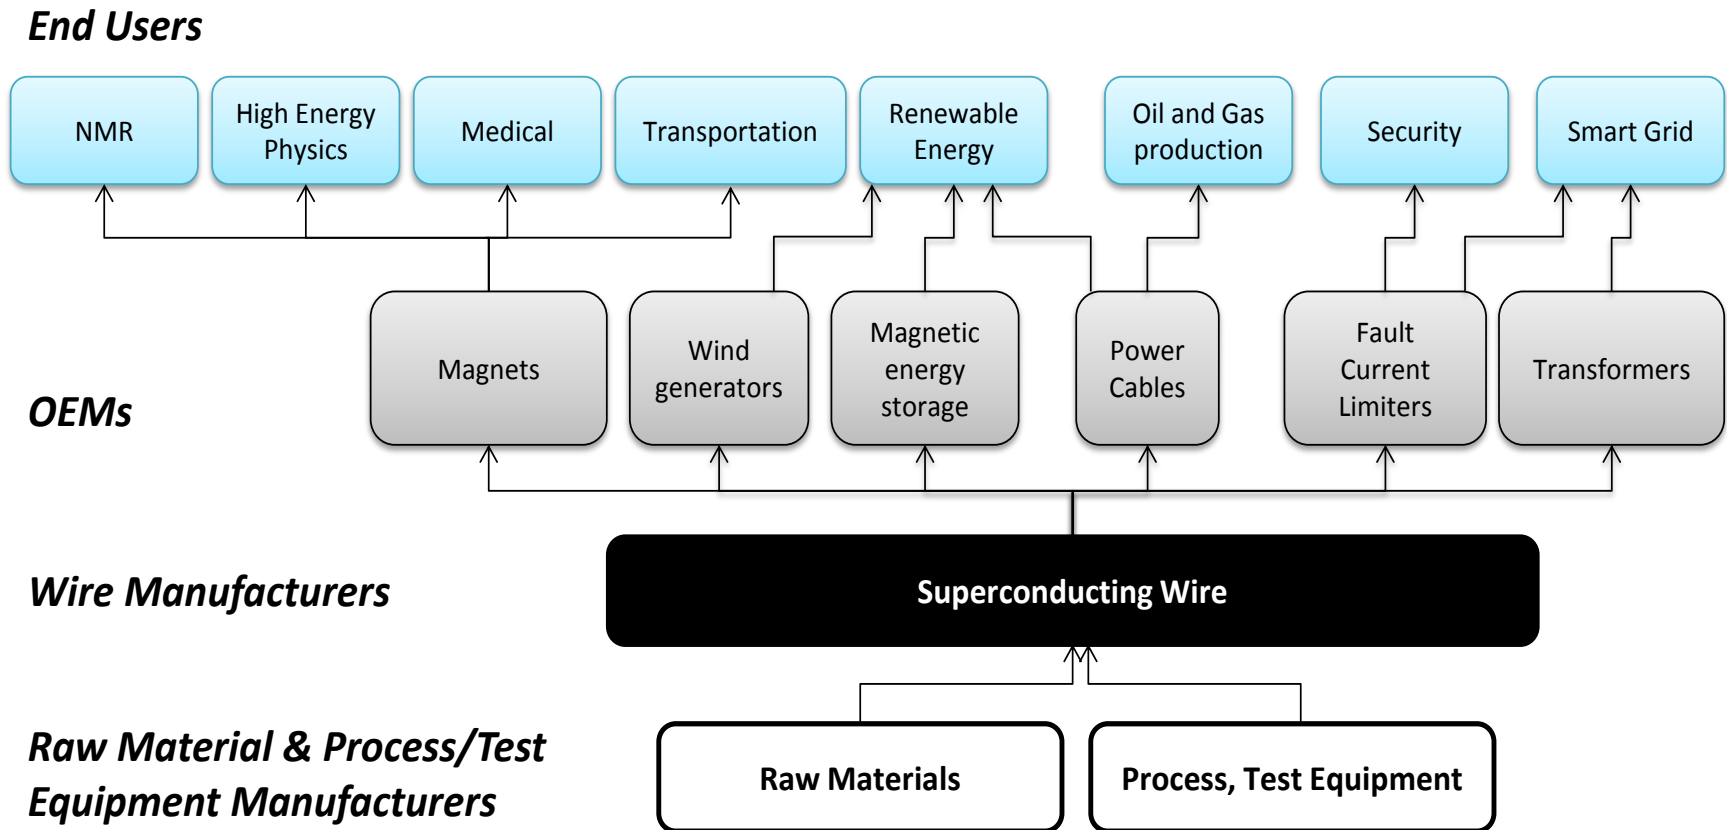 End Users
NMR
High Energy
Physics
Medical
Transportation
Renewable
Energy
Oil and Gas
production
Security
Smart Grid
OEMs
Magnets
Wind
generators
Magnetic
energy
storage
Power
Cables
Fault
Current
Limiters
Transformers
Wire Manufacturers
Superconducting Wire
Raw Material & Process/Test
Equipment Manufacturers
Raw Materials
Process, Test Equipment